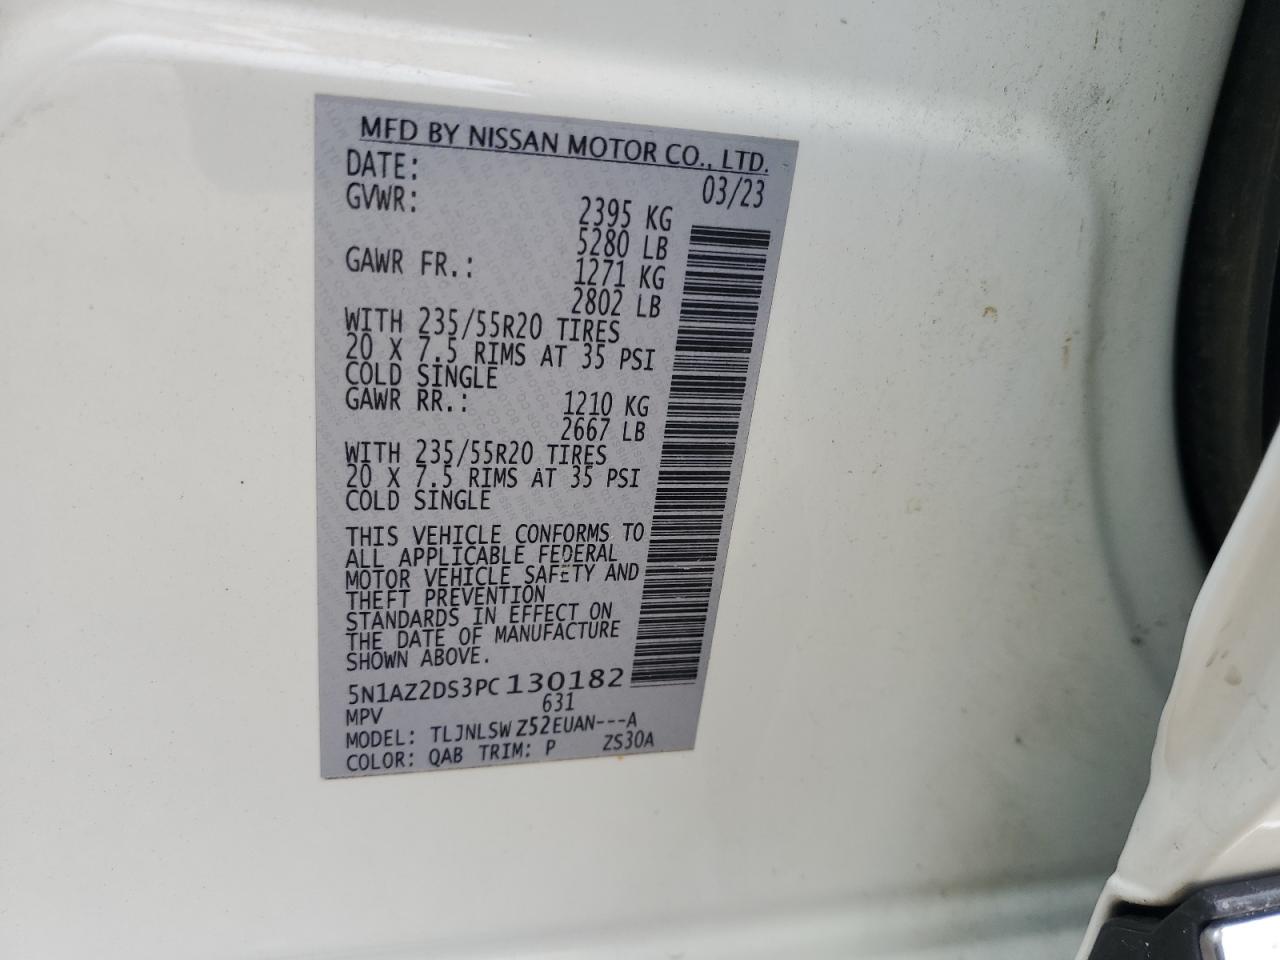 MFD BY NISSAN MOTOR CO., LTD.
DATE: 03/23
GVWR: 2395 KG
5280 LB
GAWR FR.: 1271 KG
2802 LB
WITH 235/55R20 TIRES
20 X 7.5 RIMS AT 35 PSI
COLD SINGLE
GAWR RR.: 1210 KG
2667 LB
WITH 235/55R20 TIRES
20 X 7.5 RIMS AT 35 PSI
COLD SINGLE
THIS VEHICLE CONFORMS TO
ALL APPLICABLE FEDERAL
MOTOR VEHICLE SAFETY AND
THEFT PREVENTION
STANDARDS IN EFFECT ON
THE DATE OF MANUFACTURE
SHOWN ABOVE.
5N1AZ2DS3PC130182
MPV 631
MODEL: TLJNLSWZ52EUAN---A
COLOR: QAB TRIM: P ZS30A